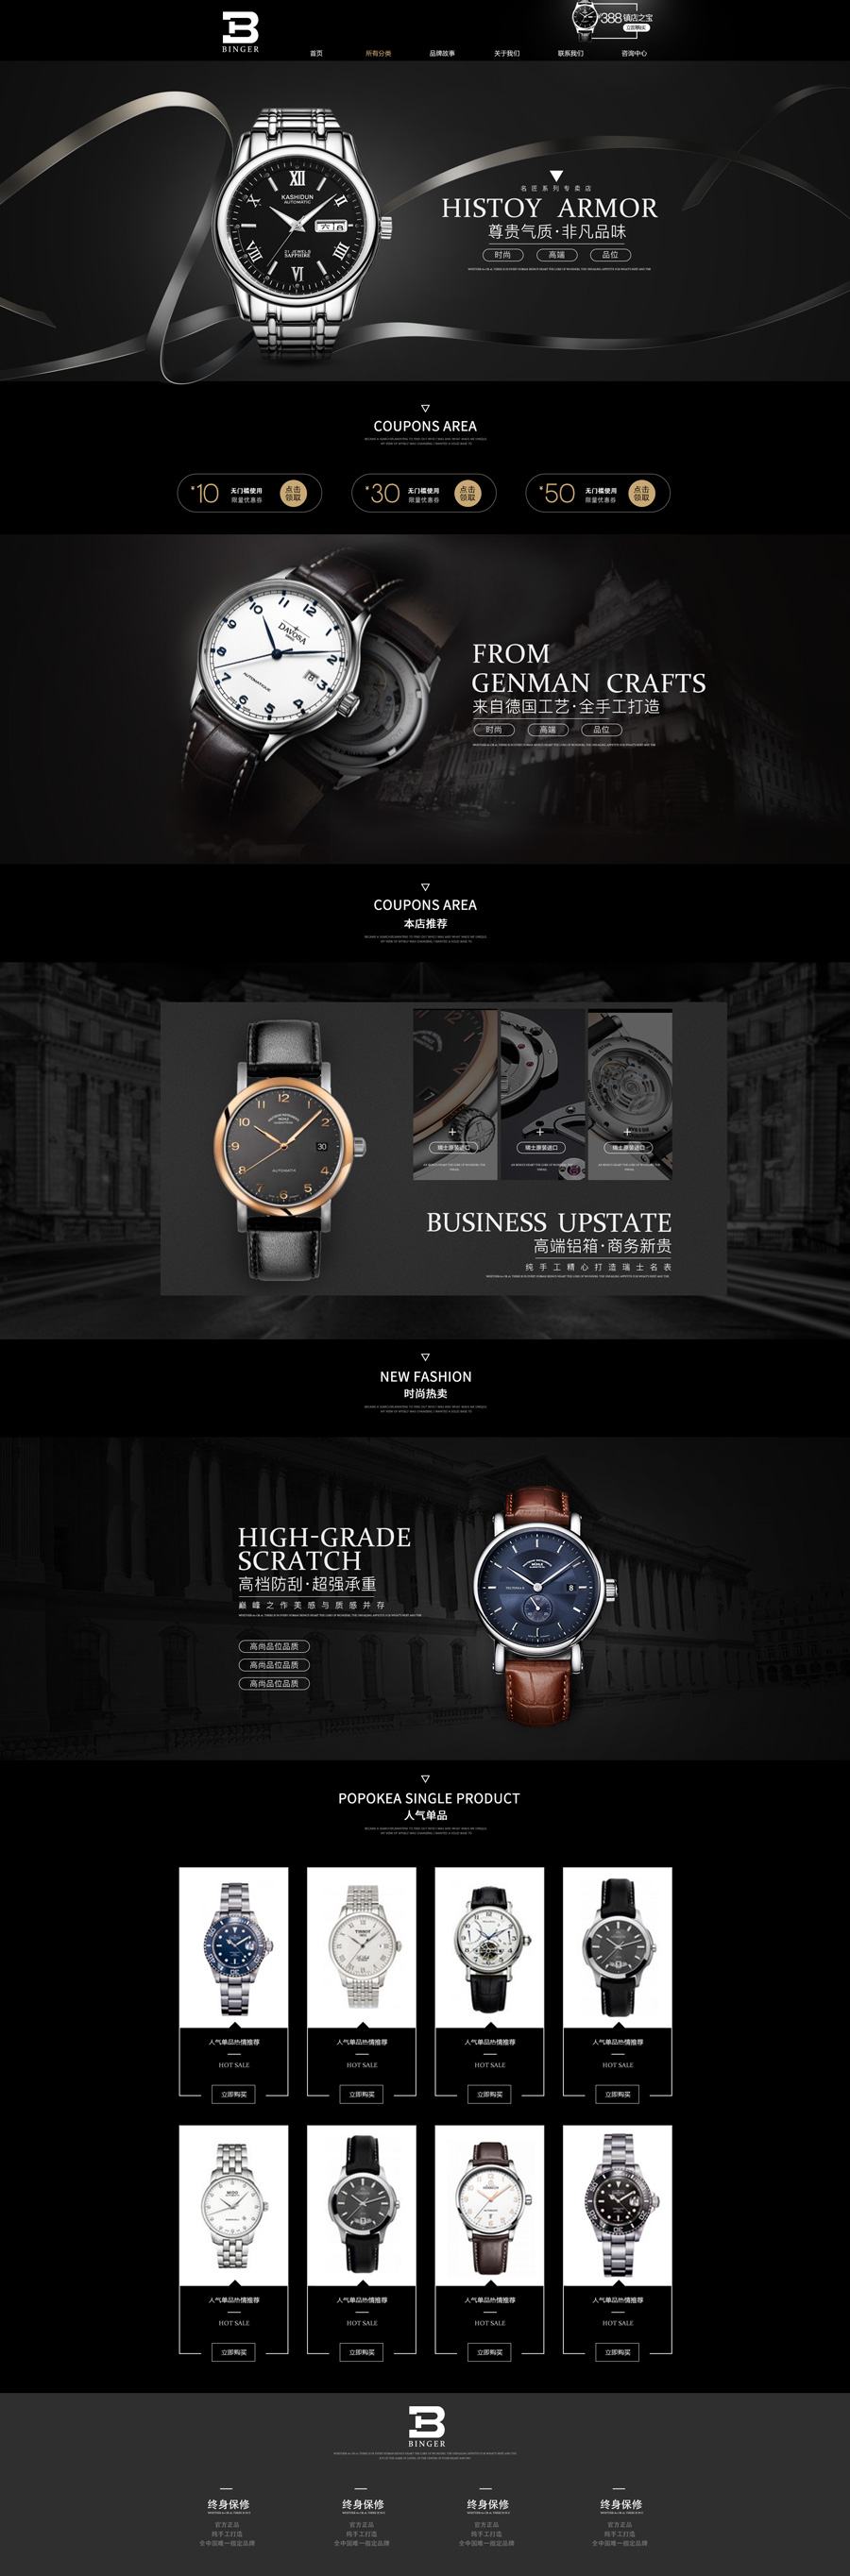 BINGER
¥388 镇店之宝
立即购买
首页 所有分类 品牌故事 关于我们 联系我们 咨询中心
XII
KASHIDUN
AUTOMATIC
21 JEWELS
SAPPHIRE
VI
名匠系列专卖店
HISTOY ARMOR
尊贵气质·非凡品味
时尚 高端 品位
COUPONS AREA
¥10 无门槛使用 限量优惠券 点击领取
¥30 无门槛使用 限量优惠券 点击领取
¥50 无门槛使用 限量优惠券 点击领取
DAVOSA
AUTOMATIK
FROM
GENMAN CRAFTS
来自德国工艺·全手工打造
时尚 高端 品位
COUPONS AREA
本店推荐
30
AUTOMATIC
瑞士原装进口 瑞士原装进口 瑞士原装进口
BUSINESS UPSTATE
高端铝箱·商务新贵
纯手工精心打造瑞士名表
NEW FASHION
时尚热卖
HIGH-GRADE
SCRATCH
高档防刮·超强承重
巅峰之作美感与质感并存
高尚品位品质
高尚品位品质
高尚品位品质
8
POPOKEA SINGLE PRODUCT
人气单品
TISSOT
人气单品热情推荐 人气单品热情推荐 人气单品热情推荐 人气单品热情推荐
HOT SALE HOT SALE HOT SALE HOT SALE
立即购买 立即购买 立即购买 立即购买
人气单品热情推荐 人气单品热情推荐 人气单品热情推荐 人气单品热情推荐
HOT SALE HOT SALE HOT SALE HOT SALE
立即购买 立即购买 立即购买 立即购买
BINGER
终身保修 终身保修 终身保修 终身保修
官方正品 官方正品 官方正品 官方正品
纯手工打造 纯手工打造 纯手工打造 纯手工打造
全中国唯一指定品牌 全中国唯一指定品牌 全中国唯一指定品牌 全中国唯一指定品牌